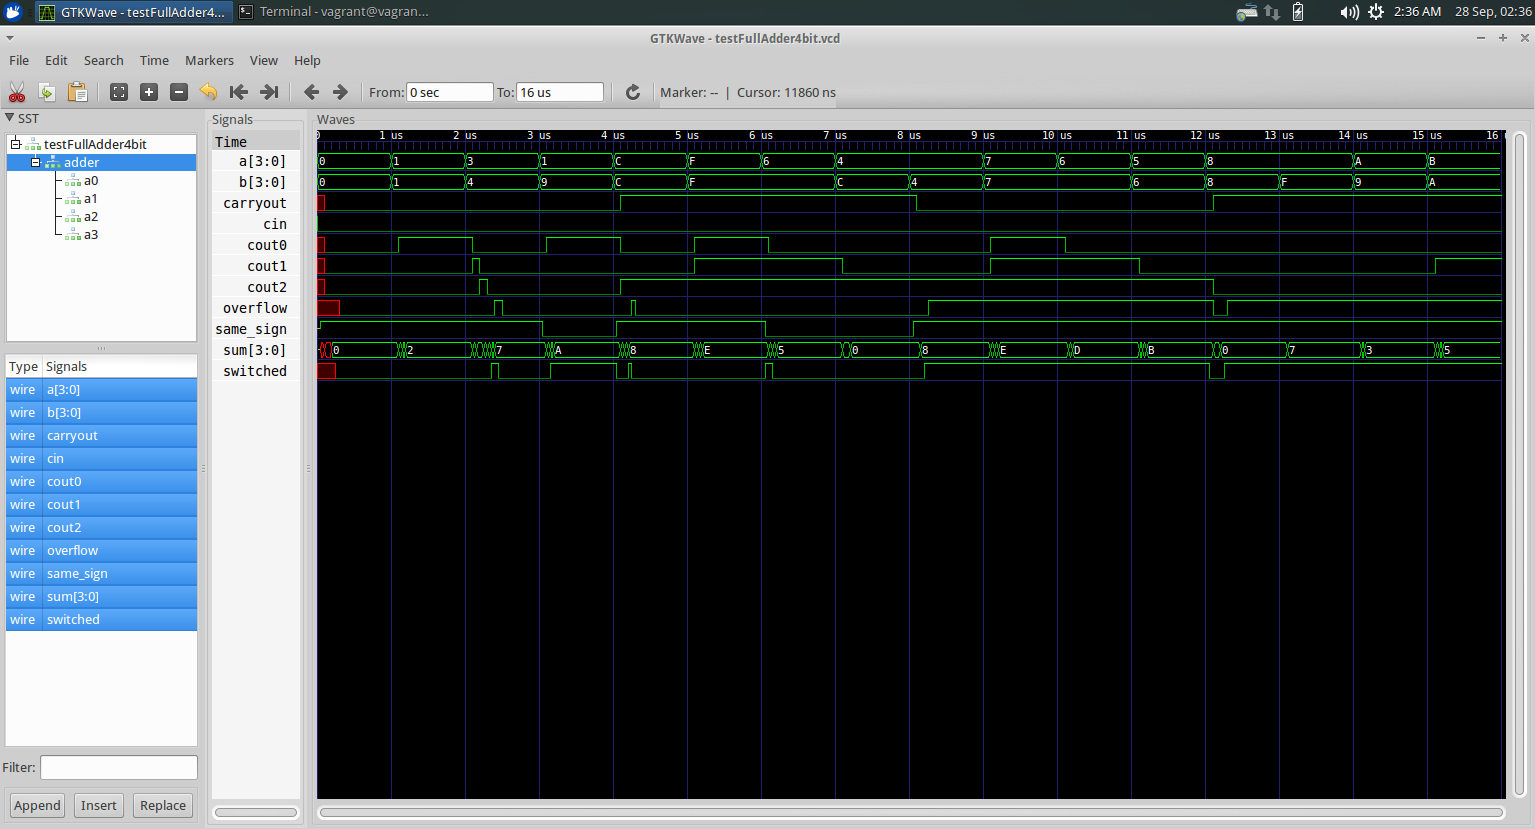 GTKWave - testFullAdder4... Terminal - vagrant@vagran... 2:36 AM 28 Sep, 02:36
GTKWave - testFullAdder4bit.vcd
File Edit Search Time Markers View Help
From: 0 sec To: 16 us Marker: -- | Cursor: 11860 ns
SST
testFullAdder4bit
adder
a0
a1
a2
a3
Type Signals
wire a[3:0]
wire b[3:0]
wire carryout
wire cin
wire cout0
wire cout1
wire cout2
wire overflow
wire same_sign
wire sum[3:0]
wire switched
Filter:
Append Insert Replace
Signals
Time
a[3:0]
b[3:0]
carryout
cin
cout0
cout1
cout2
overflow
same_sign
sum[3:0]
switched
Waves
0 1 us 2 us 3 us 4 us 5 us 6 us 7 us 8 us 9 us 10 us 11 us 12 us 13 us 14 us 15 us 16
0 1 3 1 C F 6 4 7 6 5 8 A B
0 1 4 9 C F C 4 7 6 8 F 9 A
0 2 7 A 8 E 5 0 8 E D B 0 7 3 5